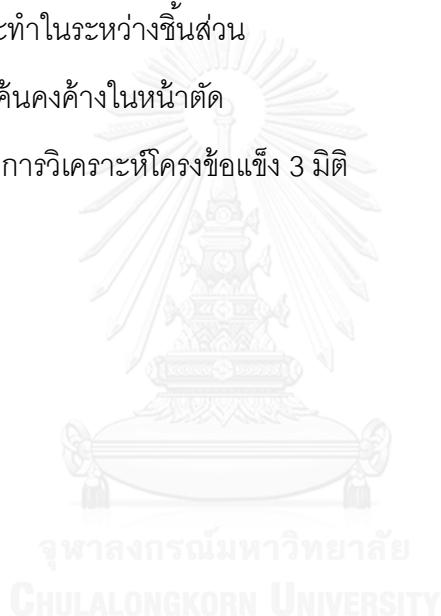 ะทำในระหว่างชิ้นส่วน
ค้นคงค้างในหน้าตัด
การวิเคราะห์โครงข้อแข็ง 3 มิติ
จุฬาลงกรณ์มหาวิทยาลัย
CHULALONGKORN UNIVERSITY